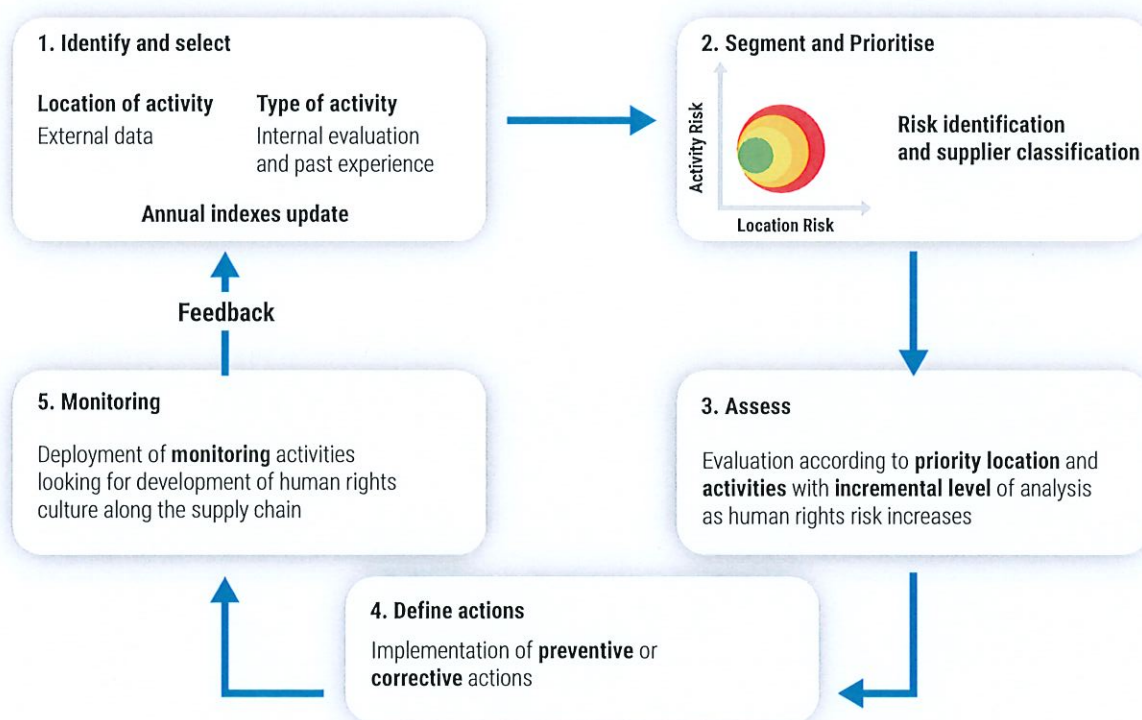 1. Identify and select
Location of activity
External data
Type of activity
Internal evaluation
and past experience
Annual indexes update
2. Segment and Prioritise
Activity Risk
Location Risk
Risk identification
and supplier classification
3. Assess
Evaluation according to priority location and
activities with incremental level of analysis
as human rights risk increases
4. Define actions
Implementation of preventive or
corrective actions
5. Monitoring
Deployment of monitoring activities
looking for development of human rights
culture along the supply chain
Feedback